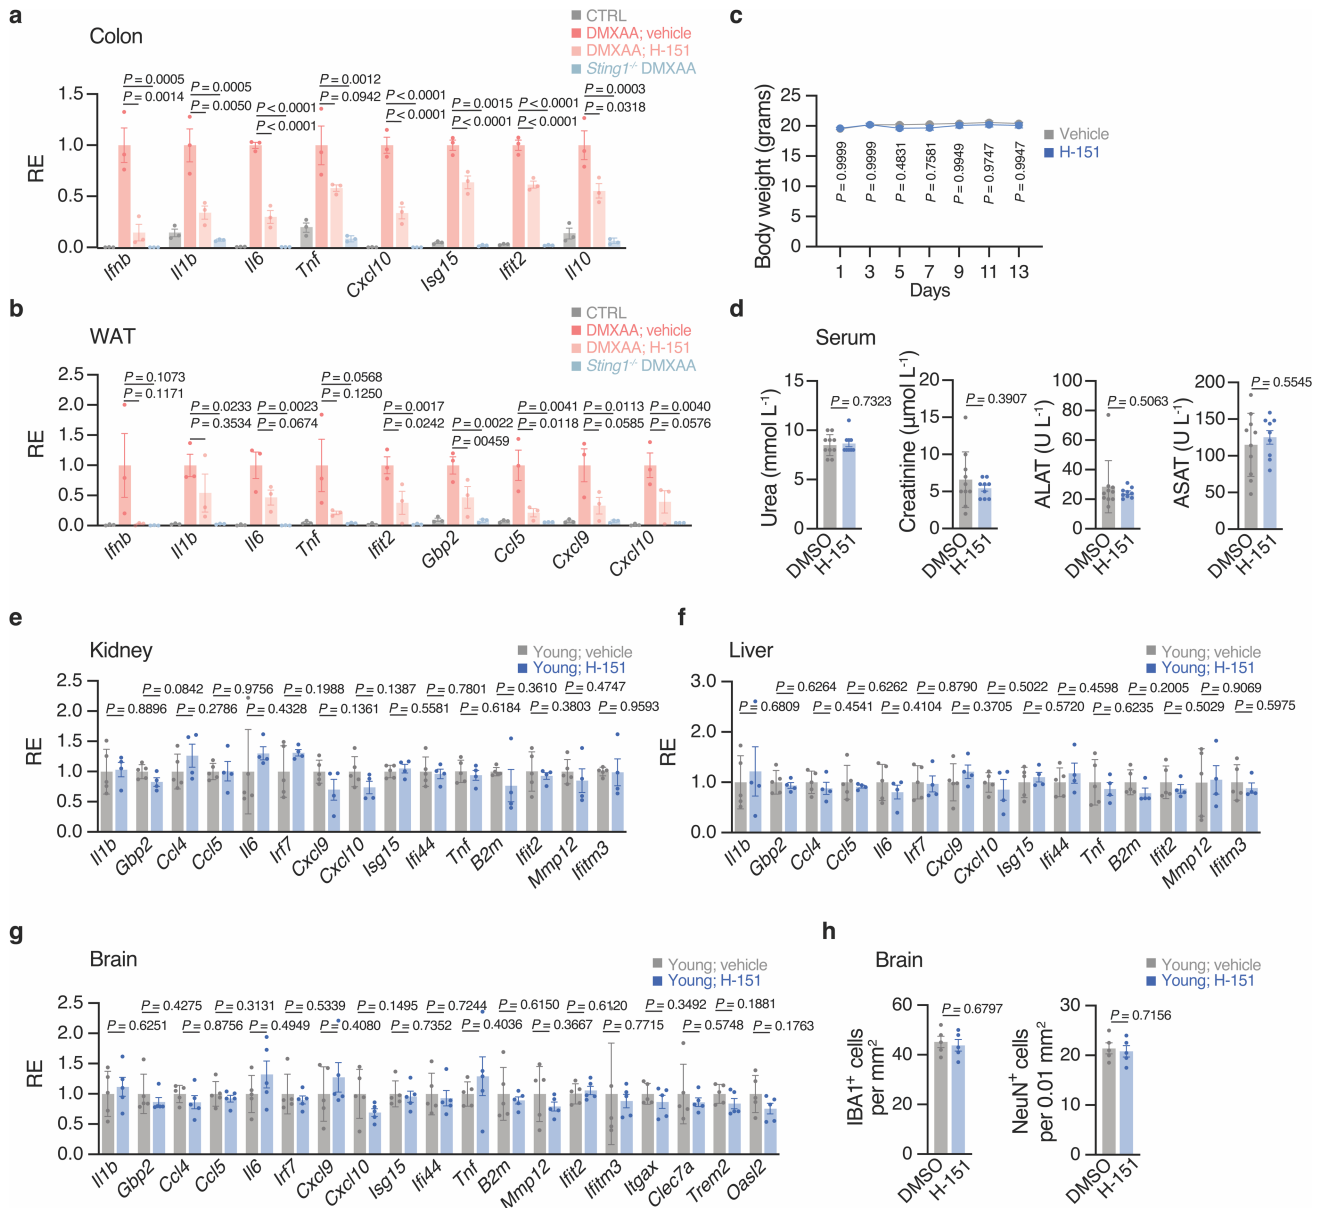 a
Colon
CTRL
DMXAA; vehicle
DMXAA; H-151
Sting1-/- DMXAA
P = 0.0005
P = 0.0014
P = 0.0005
P = 0.0050
P < 0.0001
P < 0.0001
P = 0.0012
P = 0.0942
P < 0.0001
P < 0.0001
P = 0.0015
P < 0.0001
P < 0.0001
P < 0.0001
P = 0.0003
P = 0.0318
RE
1.5
1.0
0.5
0.0
Ifnb
Il1b
Il6
Tnf
Cxcl10
Isg15
Ifit2
Il10
b
WAT
CTRL
DMXAA; vehicle
DMXAA; H-151
Sting1-/- DMXAA
P = 0.1073
P = 0.1171
P = 0.0233
P = 0.3534
P = 0.0023
P = 0.0674
P = 0.0568
P = 0.1250
P = 0.0017
P = 0.0242
P = 0.0022
P = 00459
P = 0.0041
P = 0.0118
P = 0.0113
P = 0.0585
P = 0.0040
P = 0.0576
RE
2.5
2.0
1.5
1.0
0.5
0.0
Ifnb
Il1b
Il6
Tnf
Ifit2
Gbp2
Ccl5
Cxcl9
Cxcl10
c
Body weight (grams)
25
20
15
10
5
0
P = 0.9999
P = 0.9999
P = 0.4831
P = 0.7581
P = 0.9949
P = 0.9747
P = 0.9947
1 3 5 7 9 11 13
Days
Vehicle
H-151
d
Serum
Urea (mmol L-1)
15
10
5
0
P = 0.7323
DMSO
H-151
Creatinine (µmol L-1)
20
15
10
5
0
P = 0.3907
DMSO
H-151
ALAT (U L-1)
100
80
60
40
20
0
P = 0.5063
DMSO
H-151
ASAT (U L-1)
200
150
100
50
0
P = 0.5545
DMSO
H-151
e
Kidney
Young; vehicle
Young; H-151
P = 0.0842
P = 0.9756
P = 0.1988
P = 0.1387
P = 0.7801
P = 0.3610
P = 0.4747
P = 0.8896
P = 0.2786
P = 0.4328
P = 0.1361
P = 0.5581
P = 0.6184
P = 0.3803
P = 0.9593
RE
2.5
2.0
1.5
1.0
0.5
0.0
Il1b
Gbp2
Ccl4
Ccl5
Il6
Irf7
Cxcl9
Cxcl10
Isg15
Ifi44
Tnf
B2m
Ifit2
Mmp12
Ifitm3
f
Liver
Young; vehicle
Young; H-151
P = 0.6264
P = 0.6262
P = 0.8790
P = 0.5022
P = 0.4598
P = 0.2005
P = 0.9069
P = 0.6809
P = 0.4541
P = 0.4104
P = 0.3705
P = 0.5720
P = 0.6235
P = 0.5029
P = 0.5975
RE
3.0
2.0
1.0
0.0
Il1b
Gbp2
Ccl4
Ccl5
Il6
Irf7
Cxcl9
Cxcl10
Isg15
Ifi44
Tnf
B2m
Ifit2
Mmp12
Ifitm3
g
Brain
Young; vehicle
Young; H-151
P = 0.4275
P = 0.3131
P = 0.5339
P = 0.1495
P = 0.7244
P = 0.6150
P = 0.6120
P = 0.3492
P = 0.1881
P = 0.6251
P = 0.8756
P = 0.4949
P = 0.4080
P = 0.7352
P = 0.4036
P = 0.3667
P = 0.7715
P = 0.5748
P = 0.1763
RE
2.5
2.0
1.5
1.0
0.5
0.0
Il1b
Gbp2
Ccl4
Ccl5
Il6
Irf7
Cxcl9
Cxcl10
Isg15
Ifi44
Tnf
B2m
Mmp12
Ifit2
Ifitm3
Itgax
Clec7a
Trem2
Oasl2
h
Brain
Young; vehicle
Young; H-151
IBA1+ cells
per mm2
60
40
20
0
P = 0.6797
DMSO
H-151
NeuN+ cells
per 0.01 mm2
30
20
10
0
P = 0.7156
DMSO
H-151